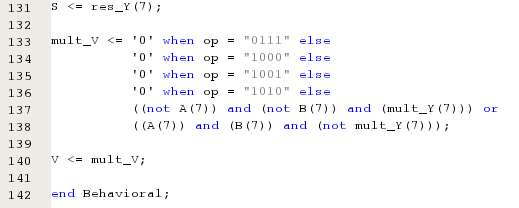 131 S <= res_Y(7);
132
133 mult_V <= '0' when op = "0111" else
134 '0' when op = "1000" else
135 '0' when op = "1001" else
136 '0' when op = "1010" else
137 ((not A(7)) and (not B(7)) and (mult_Y(7))) or
138 ((A(7)) and (B(7)) and (not mult_Y(7)));
139
140 V <= mult_V;
141
142 end Behavioral;